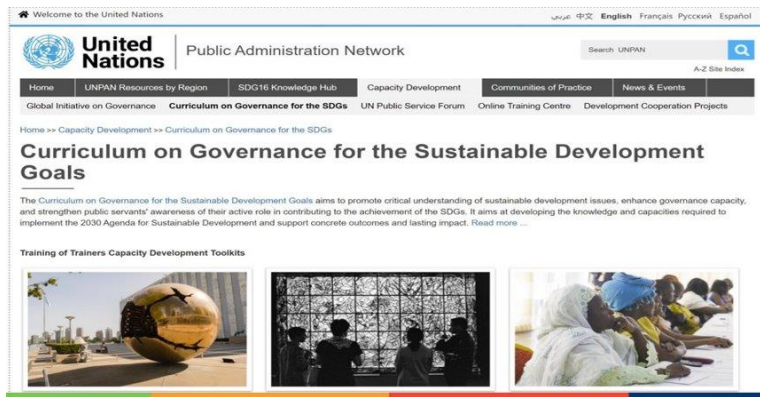 Welcome to the United Nations
عربي 中文 English Français Русский Español
United Nations
Public Administration Network
Search UNPAN
A-Z Site Index
Home UNPAN Resources by Region SDG16 Knowledge Hub Capacity Development Communities of Practice News & Events
Global Initiative on Governance Curriculum on Governance for the SDGs UN Public Service Forum Online Training Centre Development Cooperation Projects
Home >> Capacity Development >> Curriculum on Governance for the SDGs
Curriculum on Governance for the Sustainable Development
Goals
The Curriculum on Governance for the Sustainable Development Goals aims to promote critical understanding of sustainable development issues, enhance governance capacity,
and strengthen public servants' awareness of their active role in contributing to the achievement of the SDGs. It aims at developing the knowledge and capacities required to
implement the 2030 Agenda for Sustainable Development and support concrete outcomes and lasting impact. Read more ...
Training of Trainers Capacity Development Toolkits